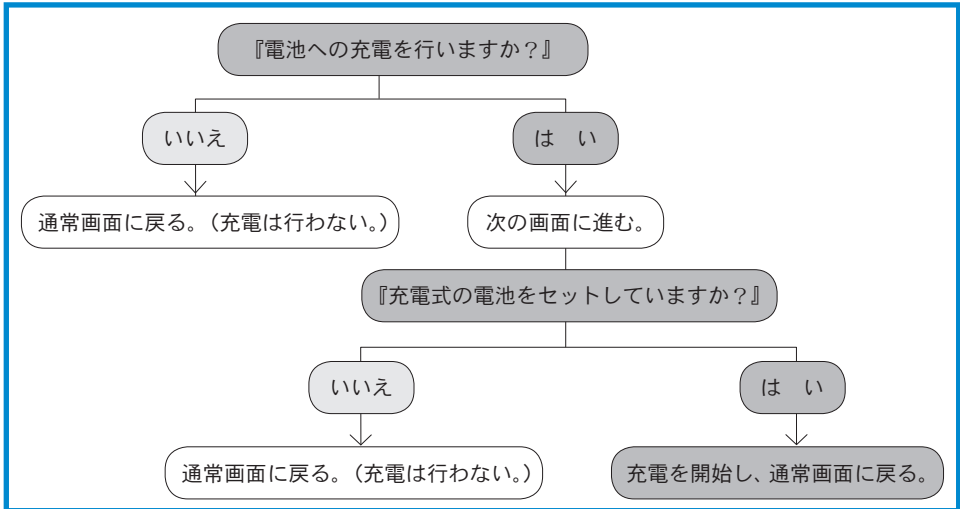 『電池への充電を行いますか？』
いいえ
は　い
通常画面に戻る。（充電は行わない。）
次の画面に進む。
『充電式の電池をセットしていますか？』
いいえ
は　い
通常画面に戻る。（充電は行わない。）
充電を開始し、通常画面に戻る。